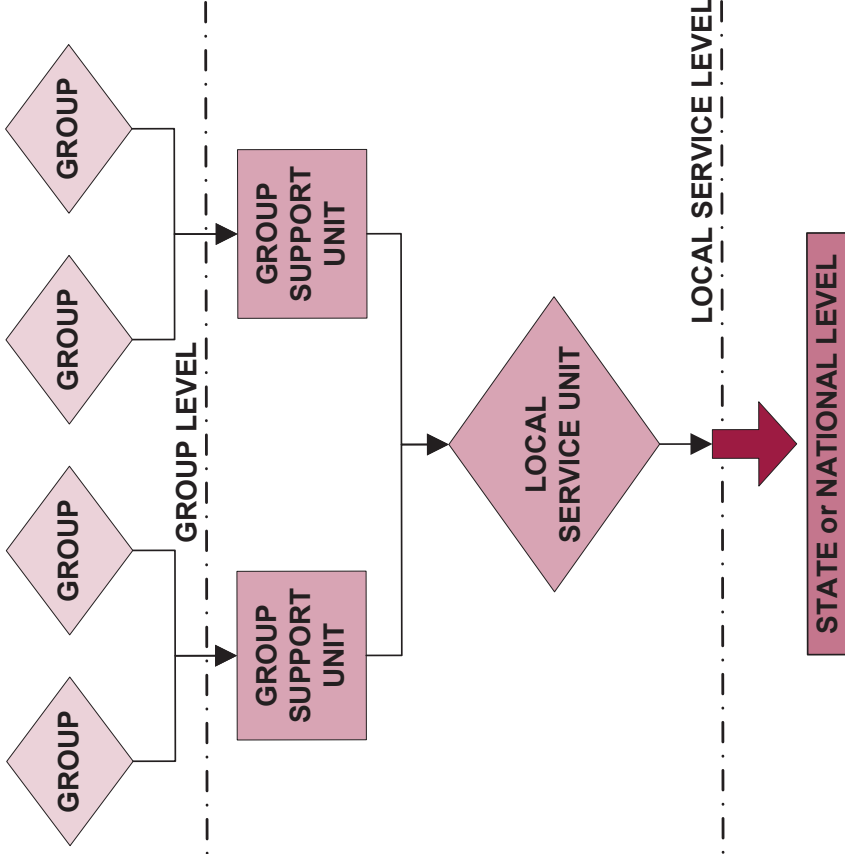 GROUP
GROUP
GROUP
GROUP
GROUP LEVEL
GROUP
SUPPORT
UNIT
GROUP
SUPPORT
UNIT
LOCAL
SERVICE UNIT
LOCAL SERVICE LEVEL
STATE or NATIONAL LEVEL